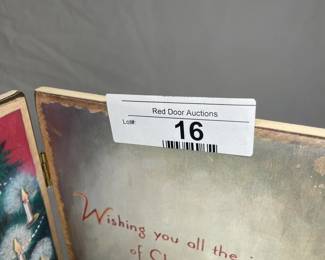 Red Door Auctions
Lot#: 16
Wishing you all the
of